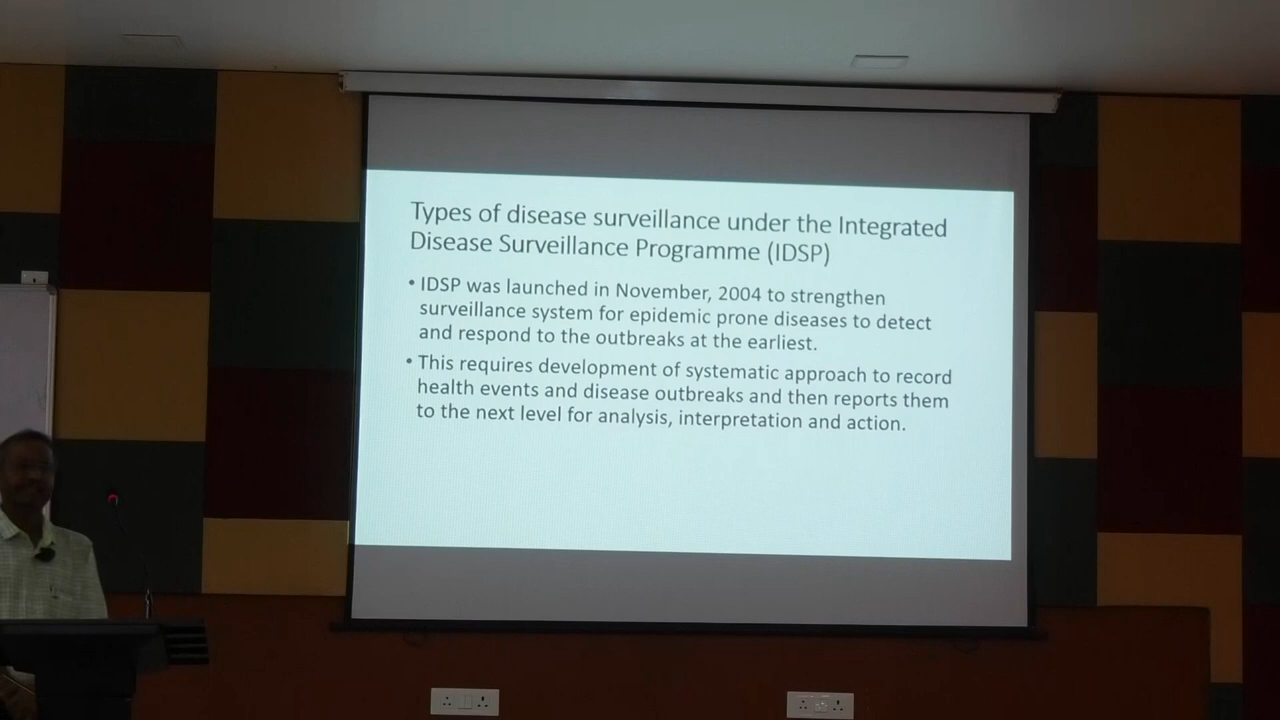 Types of disease surveillance under the Integrated
Disease Surveillance Programme (IDSP)
• IDSP was launched in November, 2004 to strengthen
surveillance system for epidemic prone diseases to detect
and respond to the outbreaks at the earliest.
• This requires development of systematic approach to record
health events and disease outbreaks and then reports them
to the next level for analysis, interpretation and action.